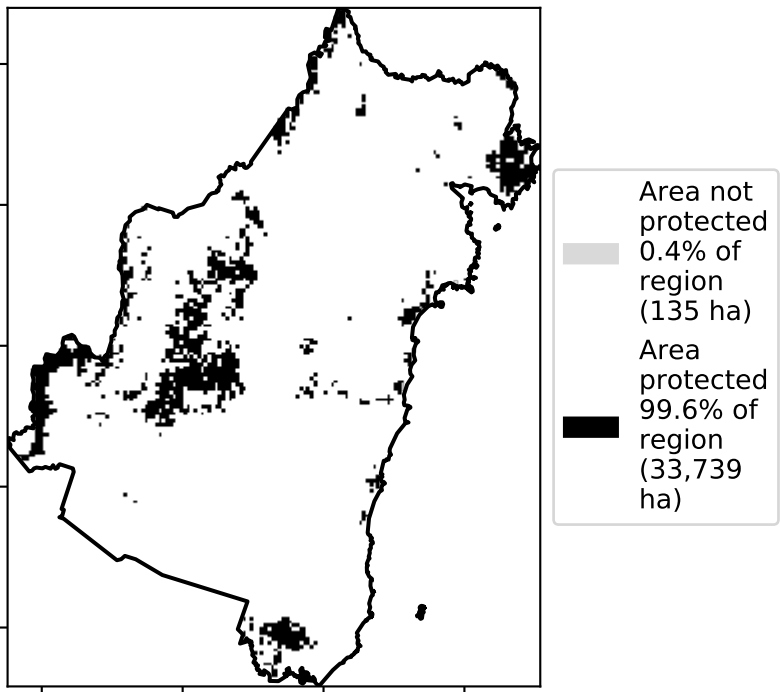 Area not
protected
0.4% of
region
(135 ha)
Area
protected
99.6% of
region
(33,739
ha)